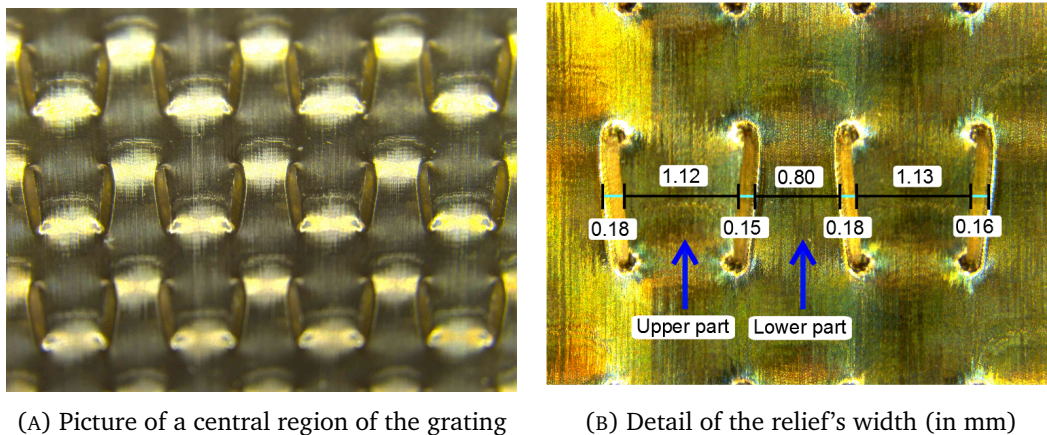 1.12
0.80
1.13
0.18
0.15
0.18
0.16
Upper part
Lower part
(A) Picture of a central region of the grating
(B) Detail of the relief's width (in mm)